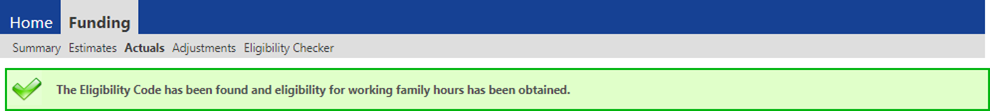 Home Funding
Summary Estimates Actuals Adjustments Eligibility Checker
The Eligibility Code has been found and eligibility for working family hours has been obtained.